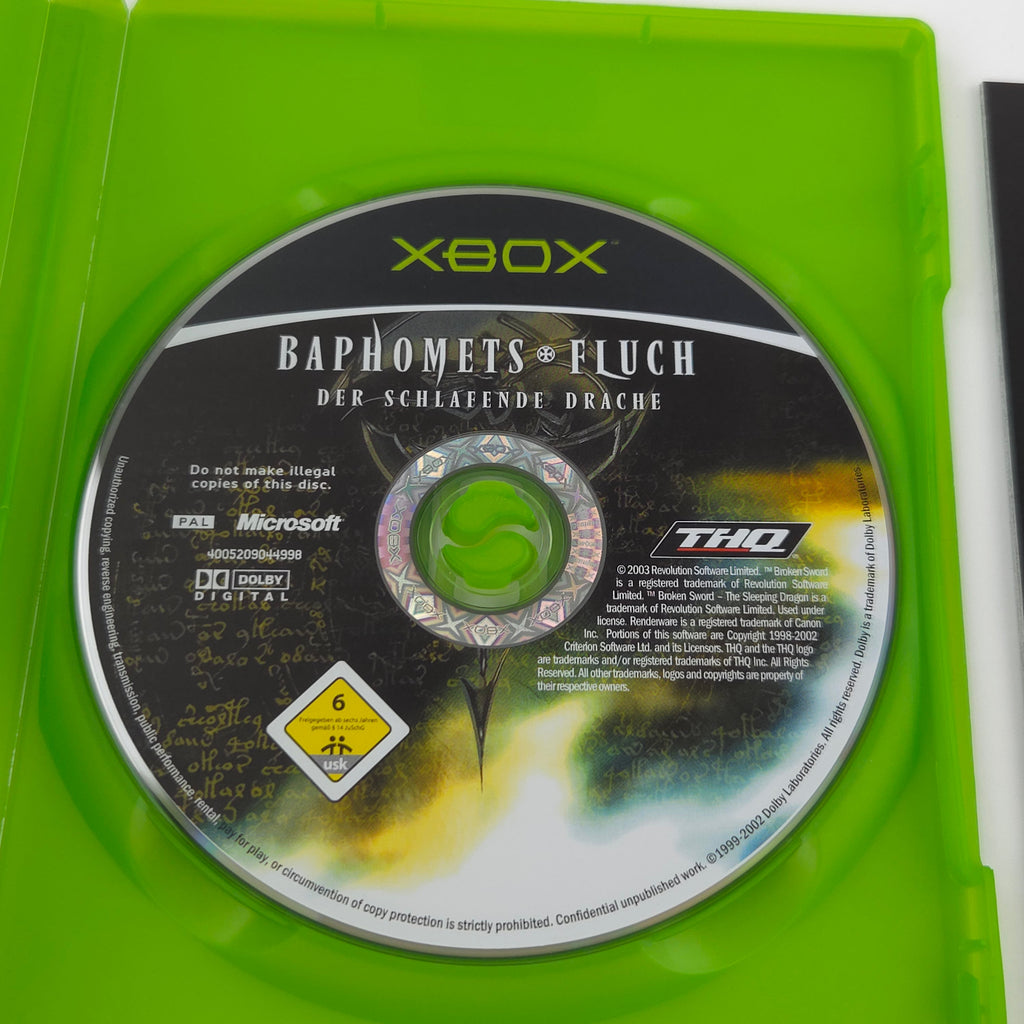 XBOX™
BAPHOMETS FLUCH
DER SCHLAFENDE DRACHE
Do not make illegal
copies of this disc.
PAL Microsoft
4005209044998
DOLBY
DIGITAL
THQ
© 2003 Revolution Software Limited. ™ Broken Sword
is a registered trademark of Revolution Software
Limited. ™ Broken Sword – The Sleeping Dragon is a
trademark of Revolution Software Limited. Used under
license. Renderware is a registered trademark of Canon
Inc. Portions of this software are Copyright 1998-2002
Criterion Software Ltd. and its Licensors. THQ and the THQ logo
are trademarks and/or registered trademarks of THQ Inc. All Rights
Reserved. All other trademarks, logos and copyrights are property of
their respective owners.
6
Freigegeben ab sechs Jahren
gemäß § 14 JuSchG
usk
Unauthorized copying, reverse engineering, transmission public performance rental, pay for play, or circumvention of copy protection is strictly prohibited. Confidential unpublished work. ©1999-2002 Dolby Laboratories. All rights reserved. Dolby is a trademark of Dolby Laboratories.
XBOX